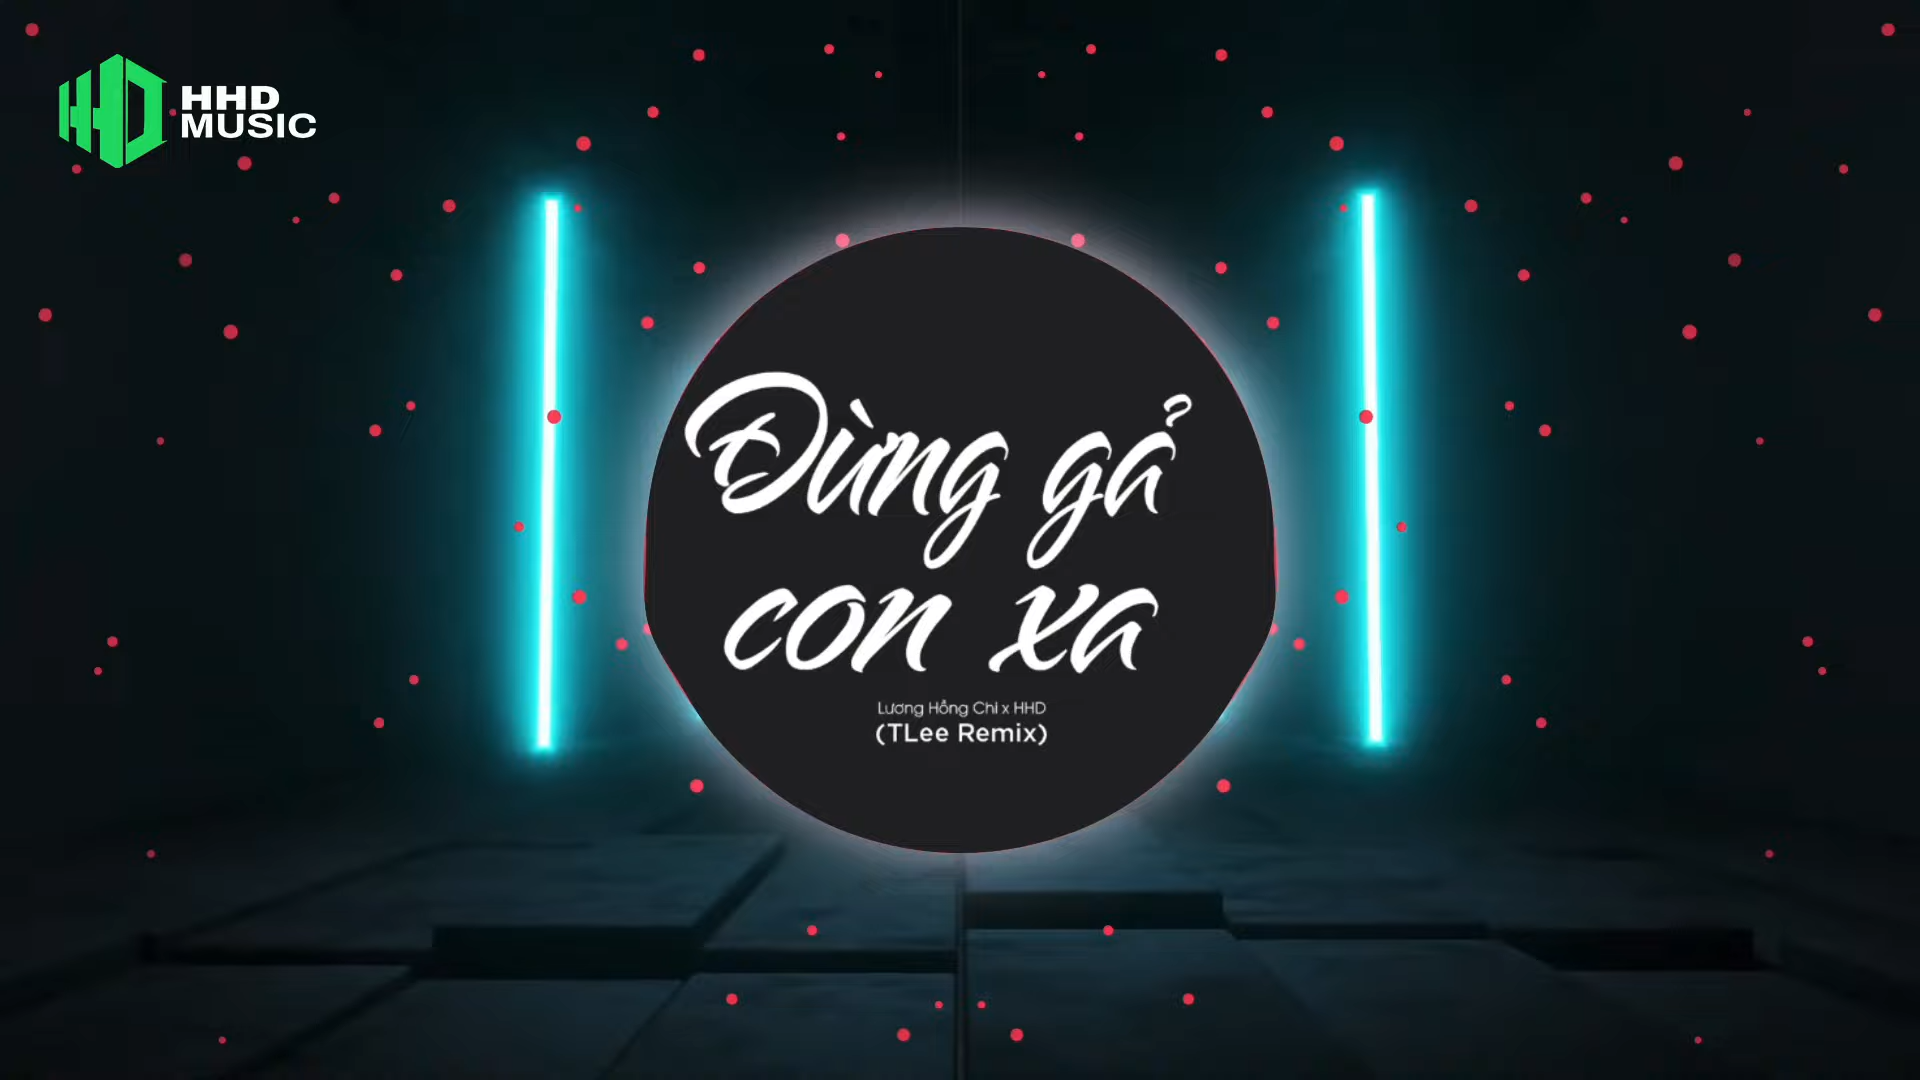 HHD
MUSIC
Đừng gả
con xa
Lương Hồng Chi x HHD
(TLee Remix)